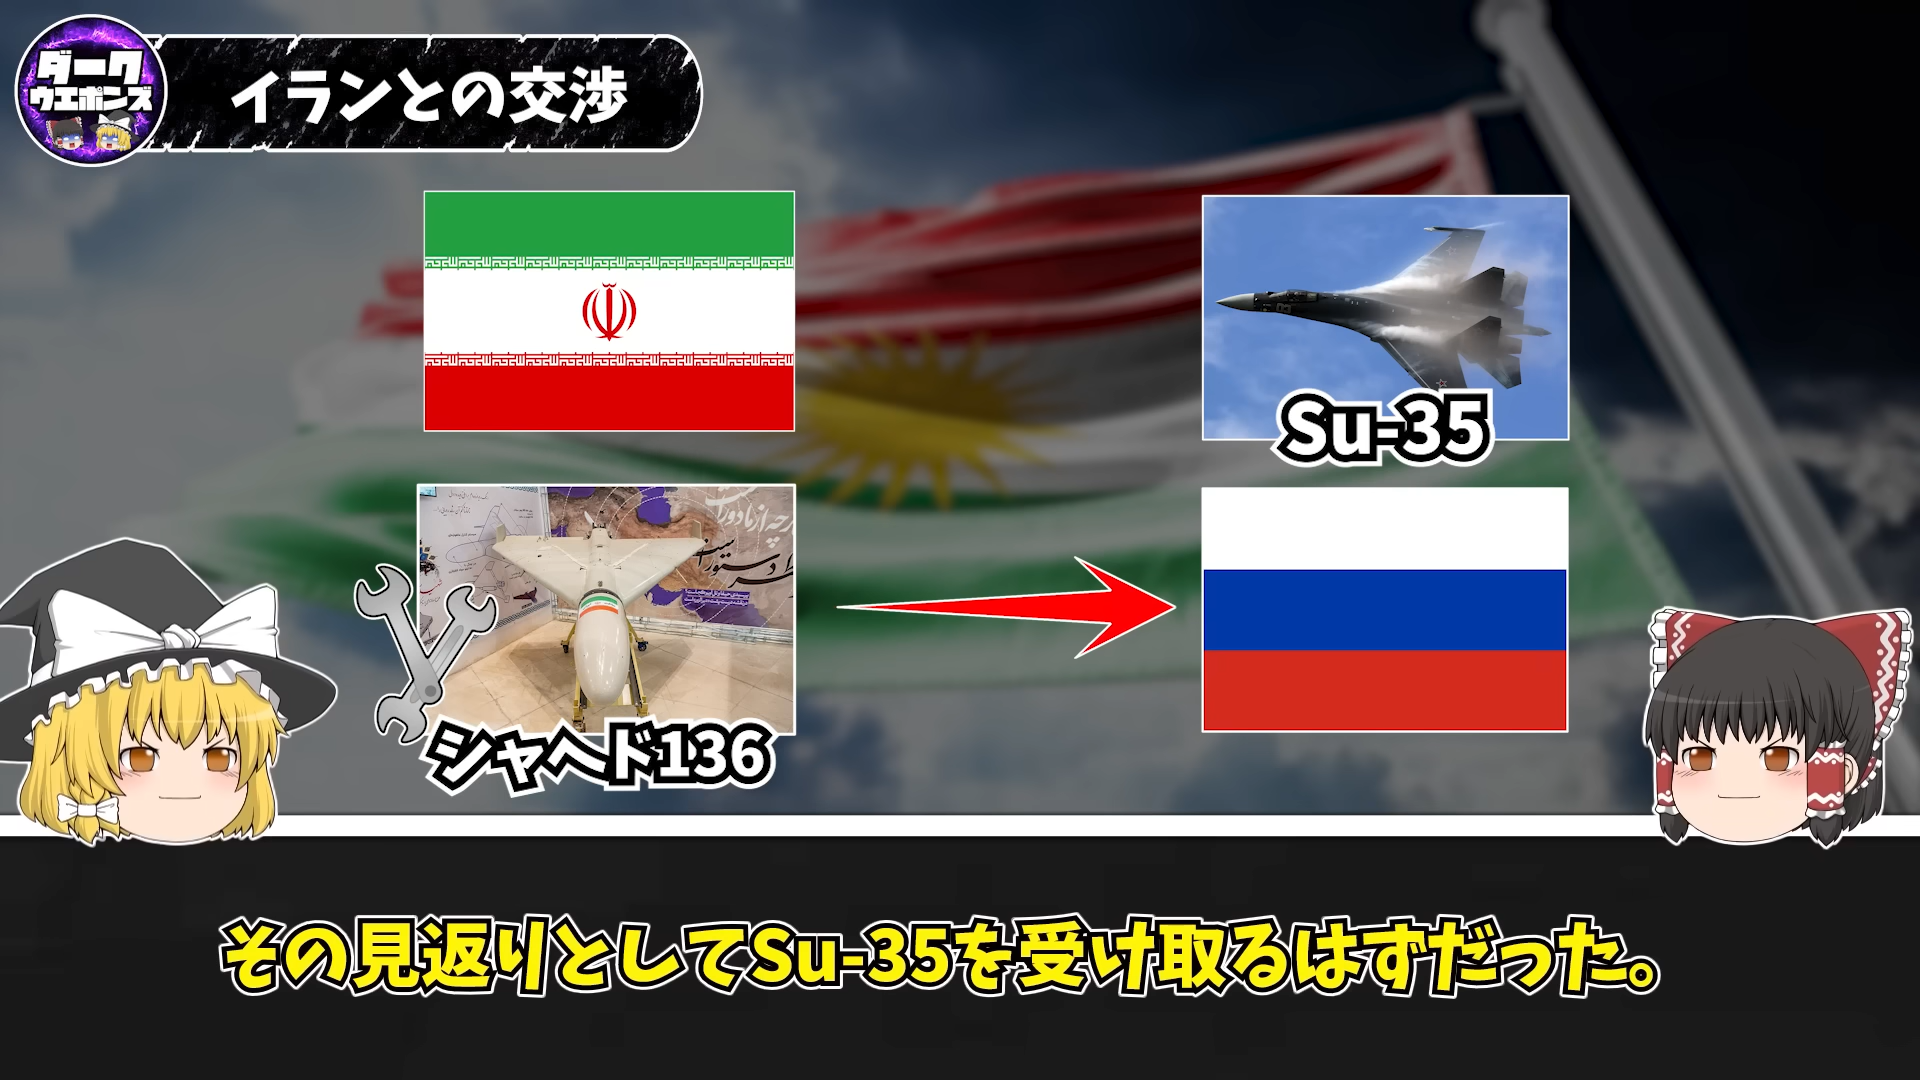 ダーク
ウエポンズ
イランとの交渉
Su-35
シャヘド136
その見返りとしてSu-35を受け取るはずだった。